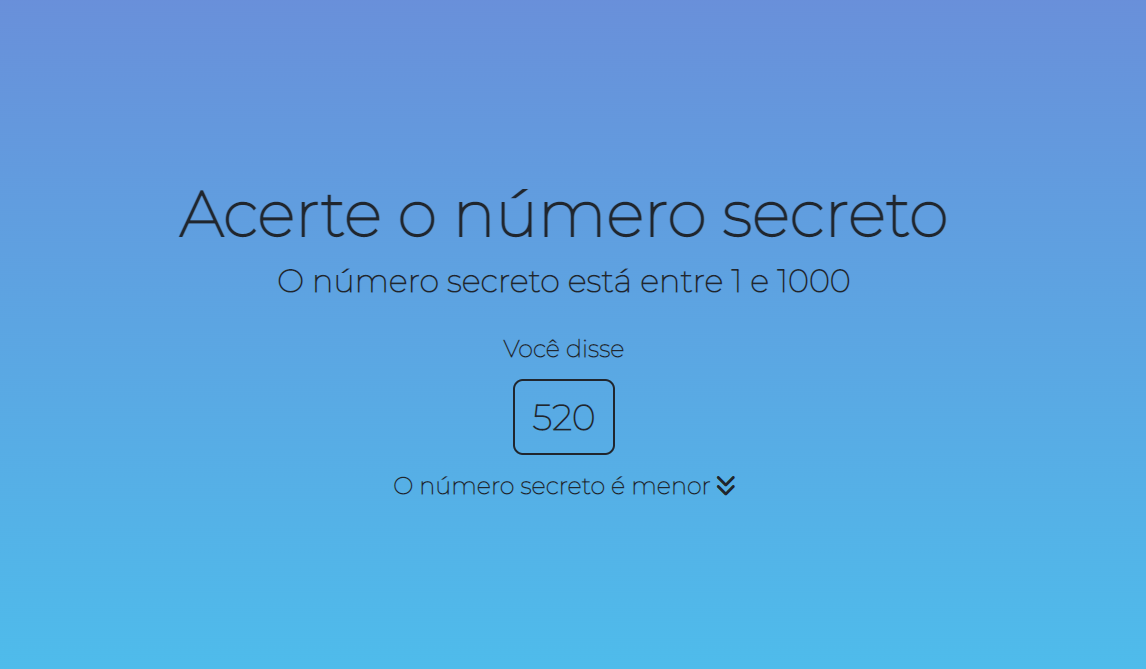 Acerte o número secreto
O número secreto está entre 1 e 1000
Você disse
520
O número secreto é menor